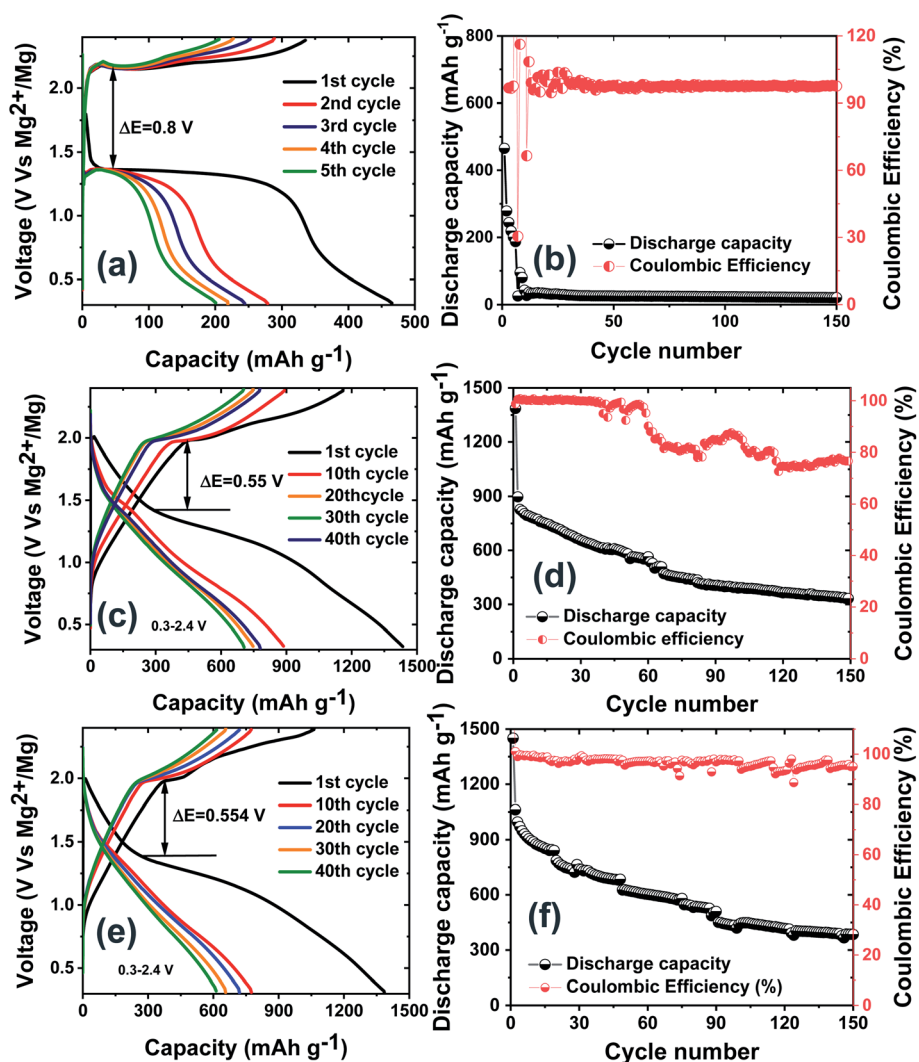 (a)
Voltage (V Vs Mg2+/Mg)
2.0
1.5
1.0
0.5
ΔE=0.8 V
1st cycle
2nd cycle
3rd cycle
4th cycle
5th cycle
0 100 200 300 400 500
Capacity (mAh g-1)
(b)
Discharge capacity (mAh g-1)
800
600
400
200
0
Discharge capacity
Coulombic Efficiency
120
90
60
30
0
Coulombic Efficiency (%)
0 50 100 150
Cycle number
(c)
Voltage (V Vs Mg2+/Mg)
2.0
1.5
1.0
0.5
ΔE=0.55 V
1st cycle
10th cycle
20thcycle
30th cycle
40th cycle
0.3-2.4 V
0 300 600 900 1200 1500
Capacity (mAh g-1)
(d)
Discharge capacity (mAh g-1)
1500
1200
900
600
300
0
Discharge capacity
Coulombic efficiency
100
80
60
40
20
0
Coulombic Efficiency (%)
0 30 60 90 120 150
Cycle number
(e)
Voltage (V Vs Mg2+/Mg)
2.0
1.5
1.0
0.5
ΔE=0.554 V
1st cycle
10th cycle
20th cycle
30th cycle
40th cycle
0.3-2.4 V
0 300 600 900 1200 1500
Capacity (mAh g-1)
(f)
Discharge capacity (mAh g-1)
1500
1200
900
600
300
0
Discharge capacity
Coulombic Efficiency (%)
100
80
60
40
20
0
Coulombic Efficiency (%)
0 30 60 90 120 150
Cycle number